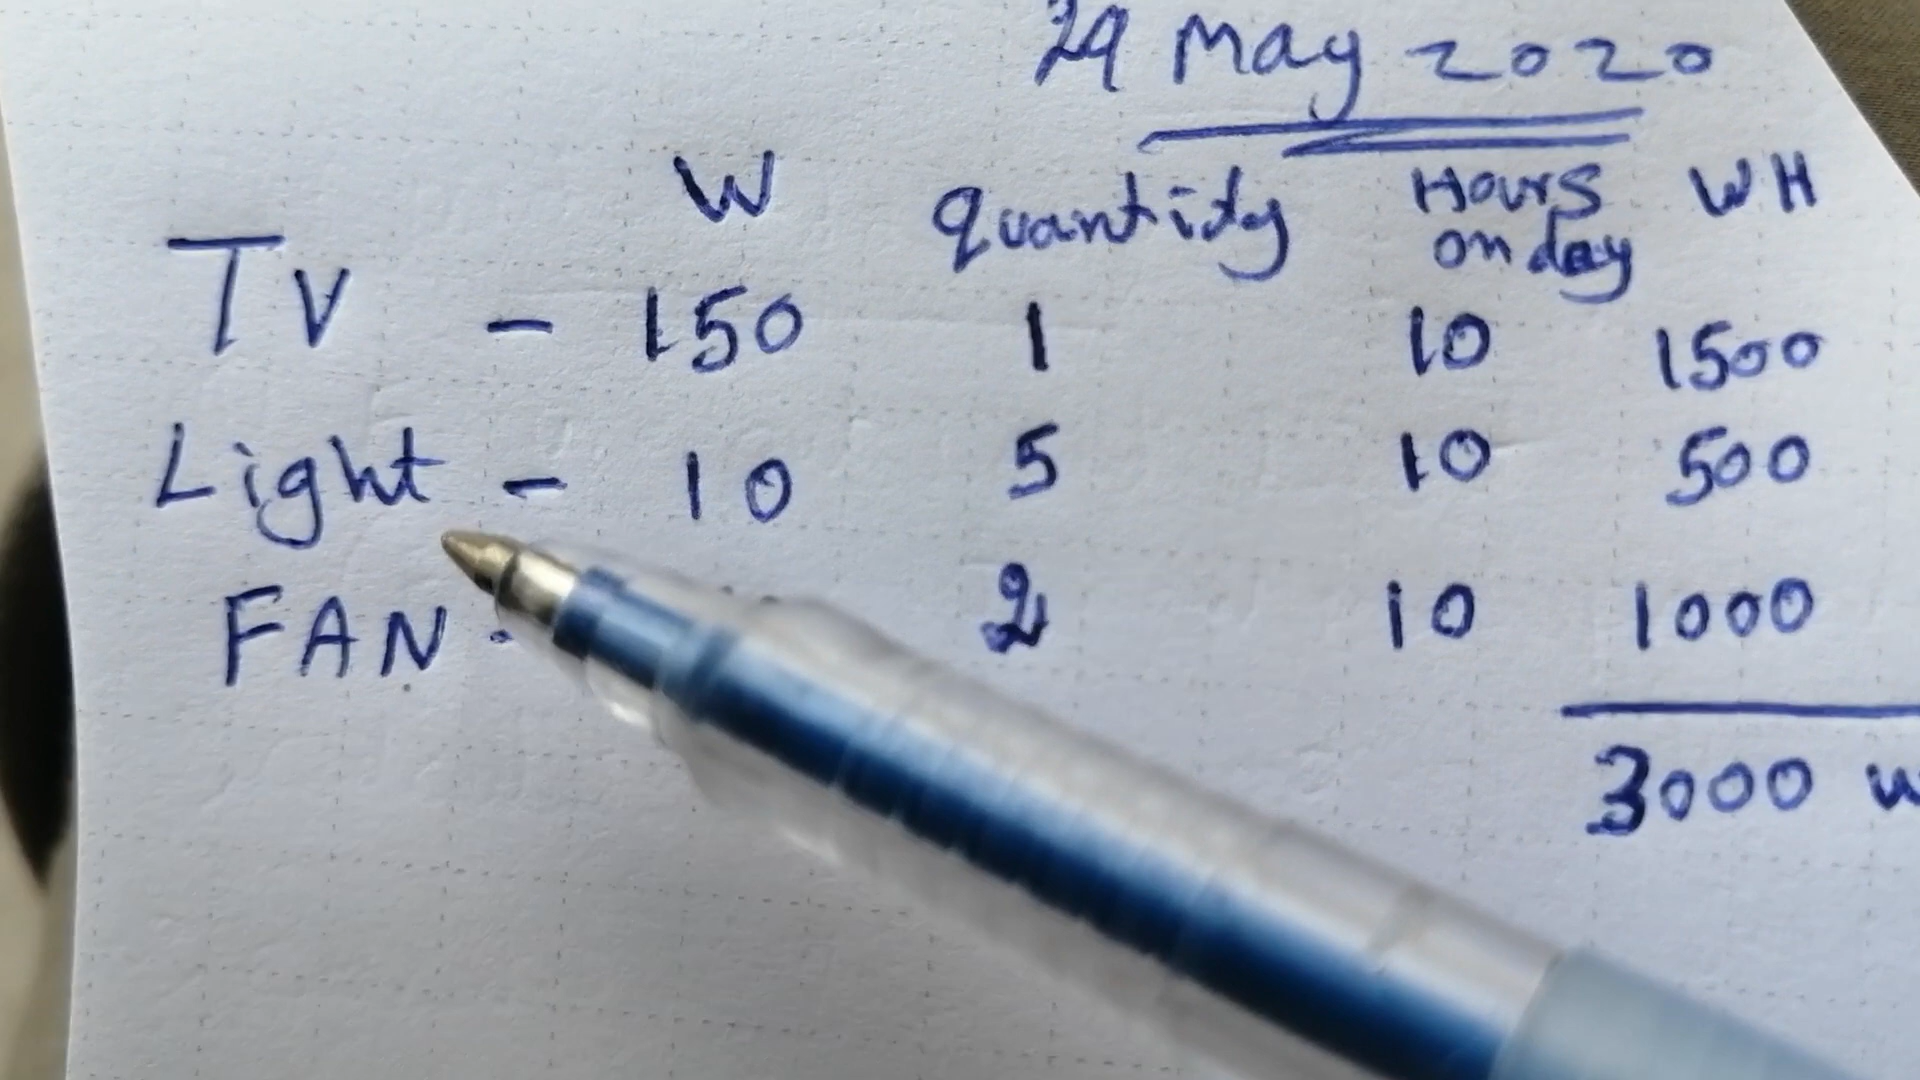 29 May 2020
W quantity Hours on day WH
TV - 150 1 10 1500
Light - 10 5 10 500
FAN 2 10 1000
3000